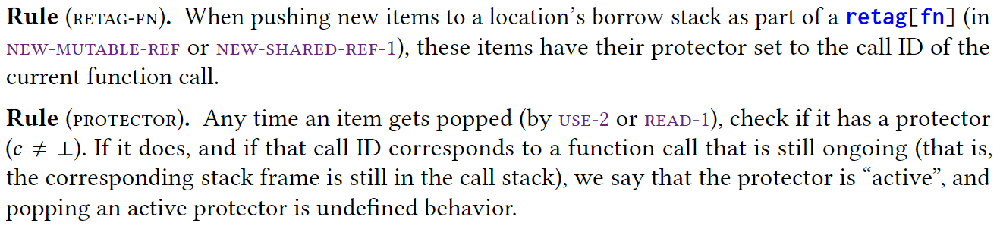 Rule (RETAG-FN). When pushing new items to a location's borrow stack as part of a retag[fn] (in
NEW-MUTABLE-REF or NEW-SHARED-REF-1), these items have their protector set to the call ID of the
current function call.
Rule (PROTECTOR). Any time an item gets popped (by USE-2 or READ-1), check if it has a protector
(c ≠ ⊥). If it does, and if that call ID corresponds to a function call that is still ongoing (that is,
the corresponding stack frame is still in the call stack), we say that the protector is “active”, and
popping an active protector is undefined behavior.